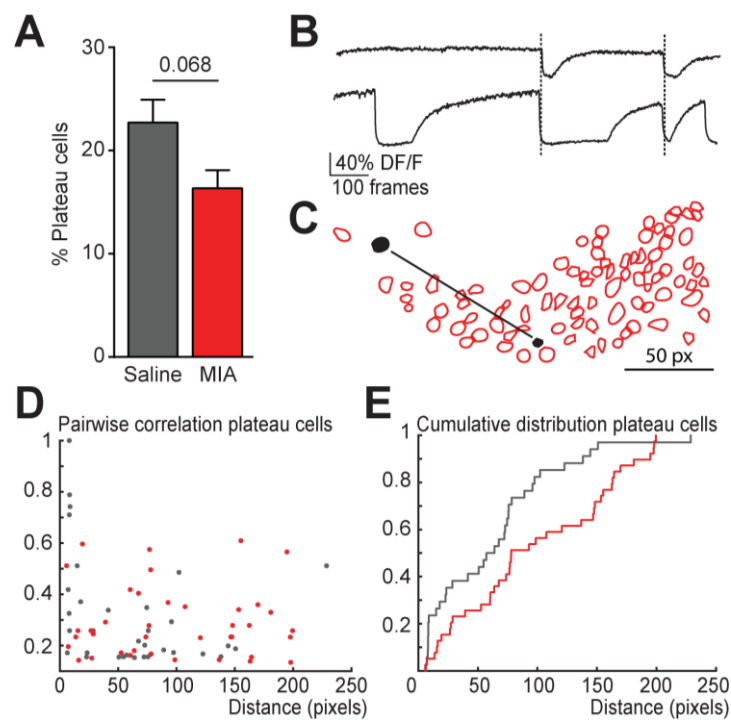 A
30
0.068
20
% Plateau cells
10
0
Saline MIA
B
40% DF/F
100 frames
C
50 px
D
Pairwise correlation plateau cells
1
0.8
0.6
0.4
0.2
0 50 100 150 200 250
Distance (pixels)
E
Cumulative distribution plateau cells
1
0.8
0.6
0.4
0.2
0 50 100 150 200 250
Distance (pixels)